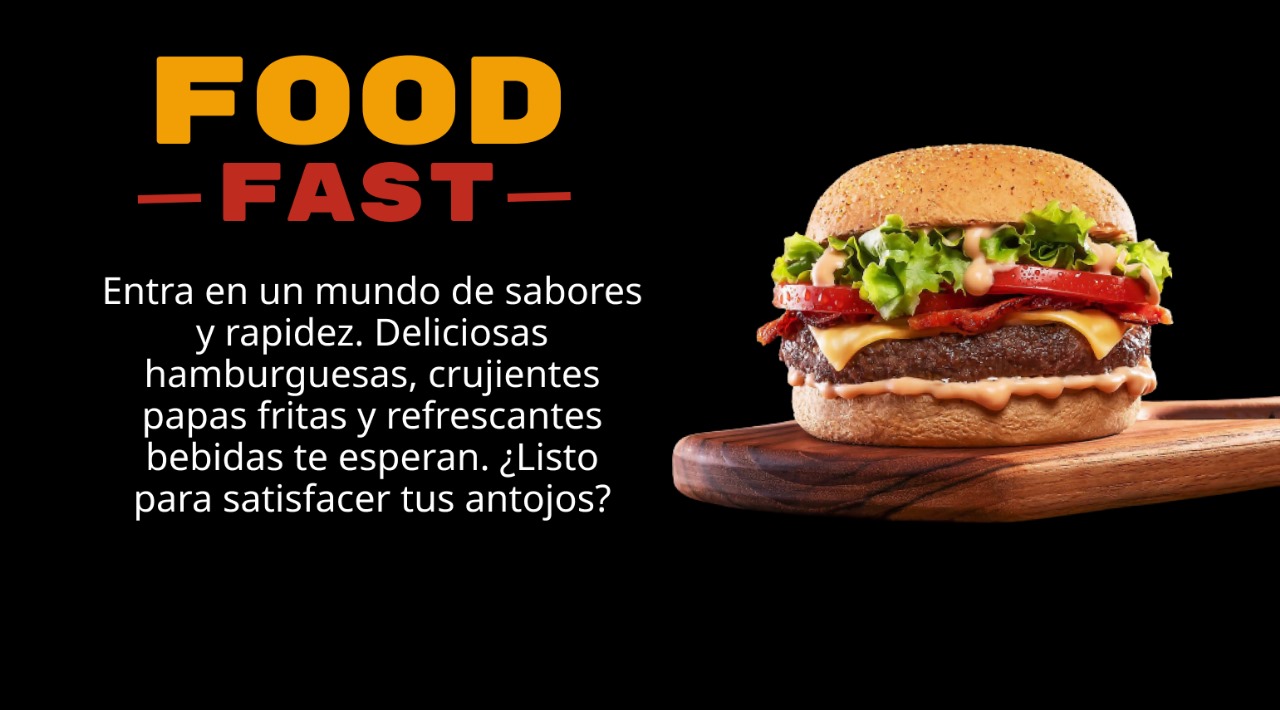 FOOD
FAST
Entra en un mundo de sabores
y rapidez. Deliciosas
hamburguesas, crujientes
papas fritas y refrescantes
bebidas te esperan. ¿Listo
para satisfacer tus antojos?